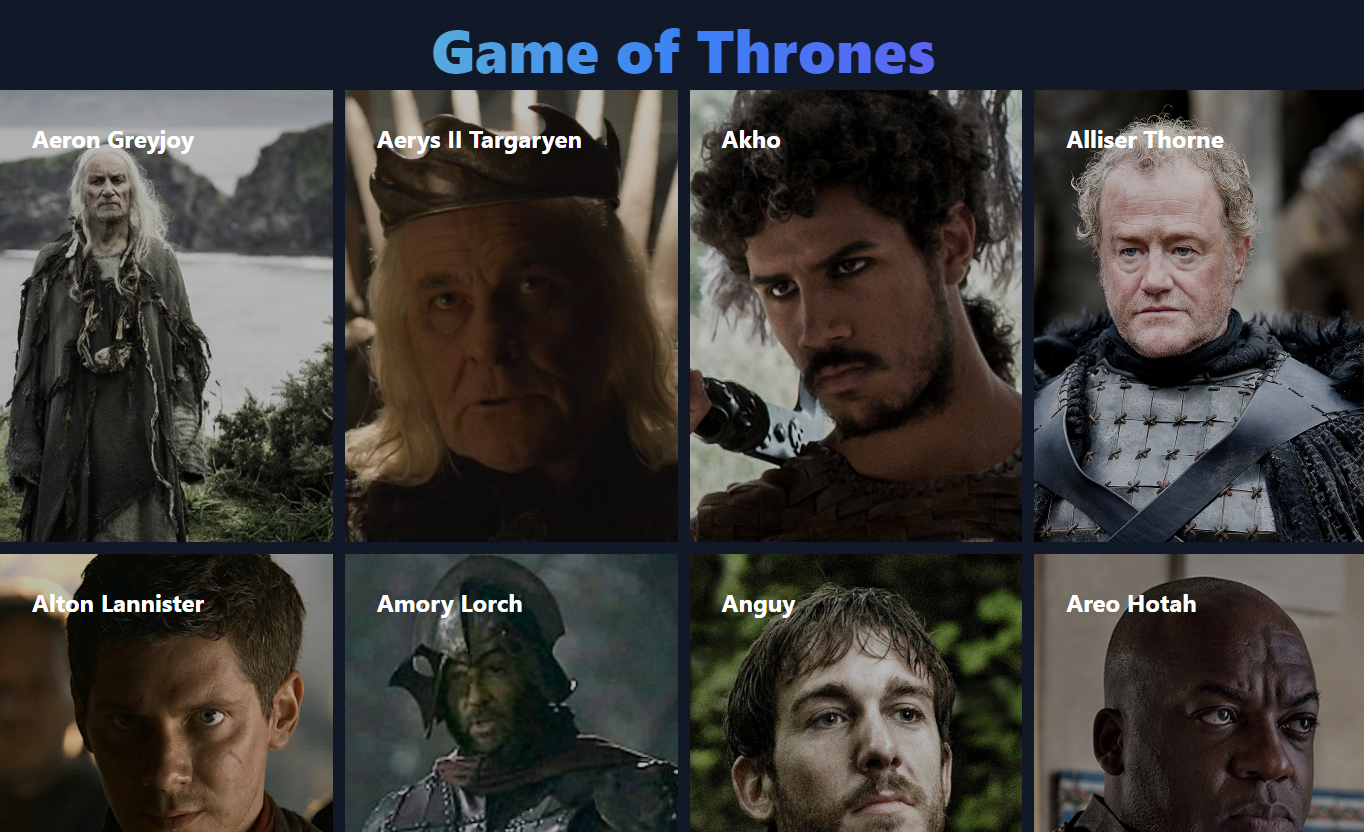 Game of Thrones
Aeron Greyjoy
Aerys II Targaryen
Akho
Alliser Thorne
Alton Lannister
Amory Lorch
Anguy
Areo Hotah